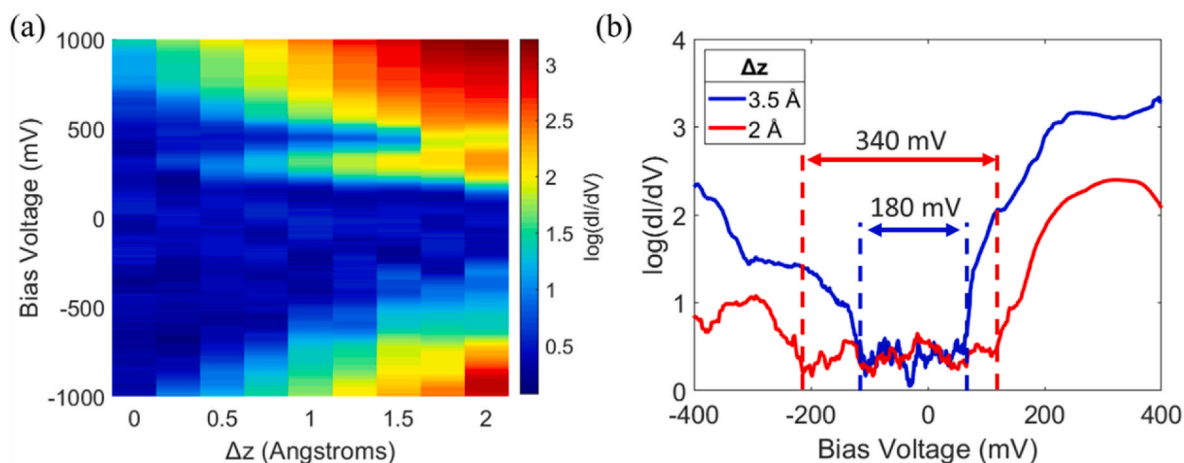 (a)
1000
500
0
-500
-1000
Bias Voltage (mV)
0
0.5
1
1.5
2
Δz (Angstroms)
3
2.5
2
1.5
1
0.5
log(dI/dV)
(b)
4
3
2
1
0
log(dI/dV)
Δz
3.5 Å
2 Å
340 mV
180 mV
-400
-200
0
200
400
Bias Voltage (mV)